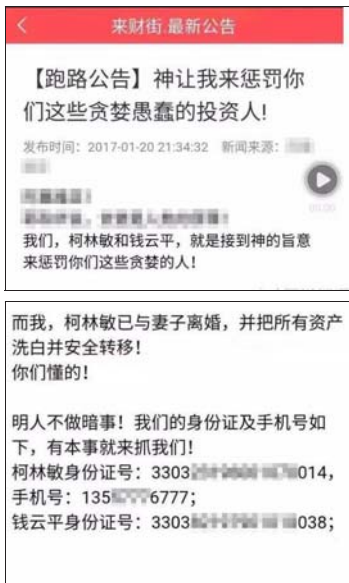 来财街.最新公告
【跑路公告】神让我来惩罚你
们这些贪婪愚蠢的投资人!
发布时间：2017-01-20 21:34:32 新闻来源：
我们，柯林敏和钱云平，就是接到神的旨意
来惩罚你们这些贪婪的人！
而我，柯林敏已与妻子离婚，并把所有资产
洗白并安全转移！
你们懂的！
明人不做暗事！我们的身份证及手机号如
下，有本事就来抓我们！
柯林敏身份证号：3303 014，
手机号：135 6777；
钱云平身份证号：3303 038；